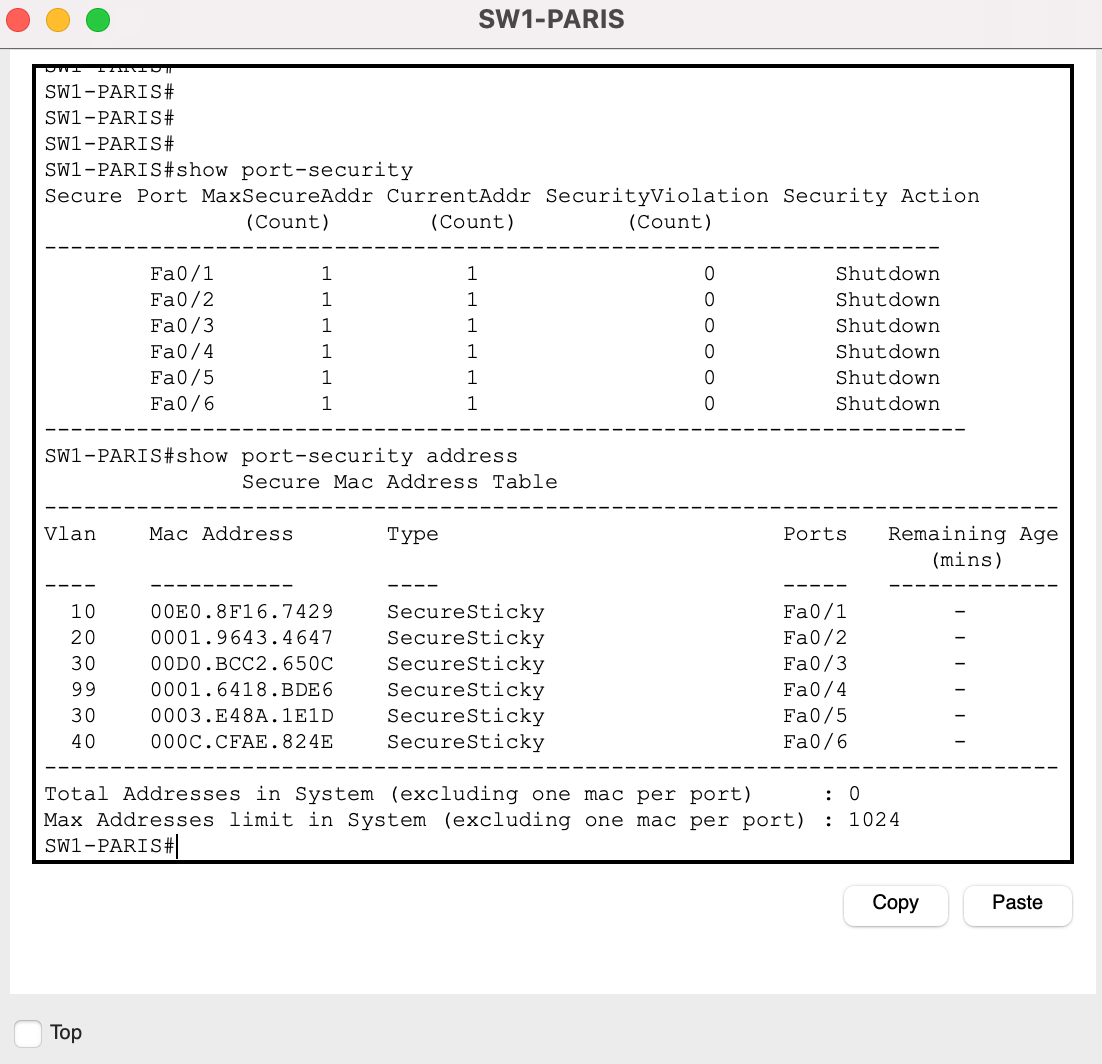 SW1-PARIS
SW1-PARIS#
SW1-PARIS#
SW1-PARIS#
SW1-PARIS#
SW1-PARIS#show port-security
Secure Port MaxSecureAddr CurrentAddr SecurityViolation Security Action
(Count) (Count) (Count)
--------------------------------------------------------------------
Fa0/1 1 1 0 Shutdown
Fa0/2 1 1 0 Shutdown
Fa0/3 1 1 0 Shutdown
Fa0/4 1 1 0 Shutdown
Fa0/5 1 1 0 Shutdown
Fa0/6 1 1 0 Shutdown
----------------------------------------------------------------------
SW1-PARIS#show port-security address
Secure Mac Address Table
-----------------------------------------------------------------------------
Vlan Mac Address Type Ports Remaining Age
(mins)
---- ----------- ---- ----- -------------
10 00E0.8F16.7429 SecureSticky Fa0/1 -
20 0001.9643.4647 SecureSticky Fa0/2 -
30 00D0.BCC2.650C SecureSticky Fa0/3 -
99 0001.6418.BDE6 SecureSticky Fa0/4 -
30 0003.E48A.1E1D SecureSticky Fa0/5 -
40 000C.CFAE.824E SecureSticky Fa0/6 -
-----------------------------------------------------------------------------
Total Addresses in System (excluding one mac per port) : 0
Max Addresses limit in System (excluding one mac per port) : 1024
SW1-PARIS#
Copy Paste
Top